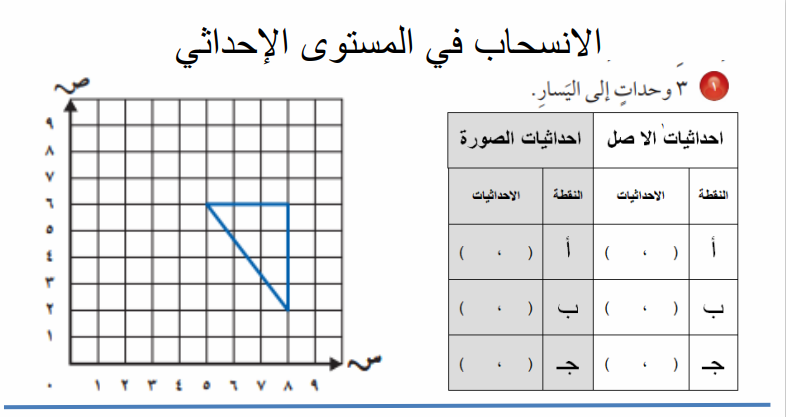 الانسحاب في المستوى الإحداثي
١ ٣ وحداتٍ إلى اليَسارِ.
احداثيات الاصل احداثيات الصورة
النقطة الاحداثيات النقطة الاحداثيات
أ ( ، ) أ ( ، )
ب ( ، ) ب ( ، )
جـ ( ، ) جـ ( ، )
ص
٩
٨
٧
٦
٥
٤
٣
٢
١
س
٠ ١ ٢ ٣ ٤ ٥ ٦ ٧ ٨ ٩